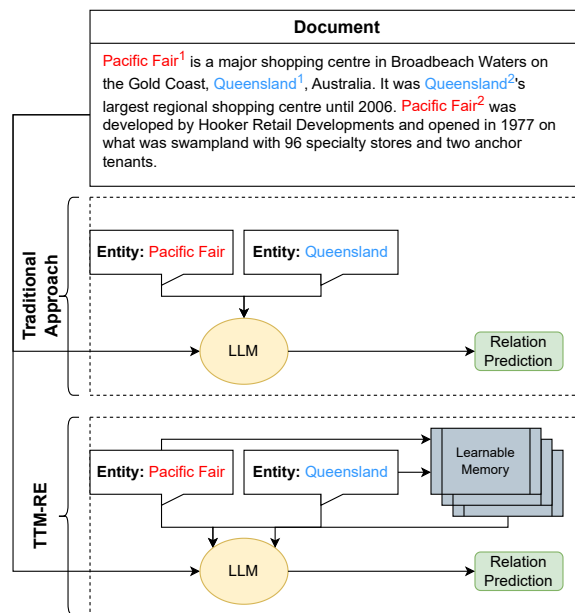 Document
Pacific Fair¹ is a major shopping centre in Broadbeach Waters on
the Gold Coast, Queensland¹, Australia. It was Queensland²'s
largest regional shopping centre until 2006. Pacific Fair² was
developed by Hooker Retail Developments and opened in 1977 on
what was swampland with 96 specialty stores and two anchor
tenants.
Traditional
Approach
Entity: Pacific Fair
Entity: Queensland
LLM
Relation
Prediction
TTM-RE
Entity: Pacific Fair
Entity: Queensland
Learnable
Memory
LLM
Relation
Prediction